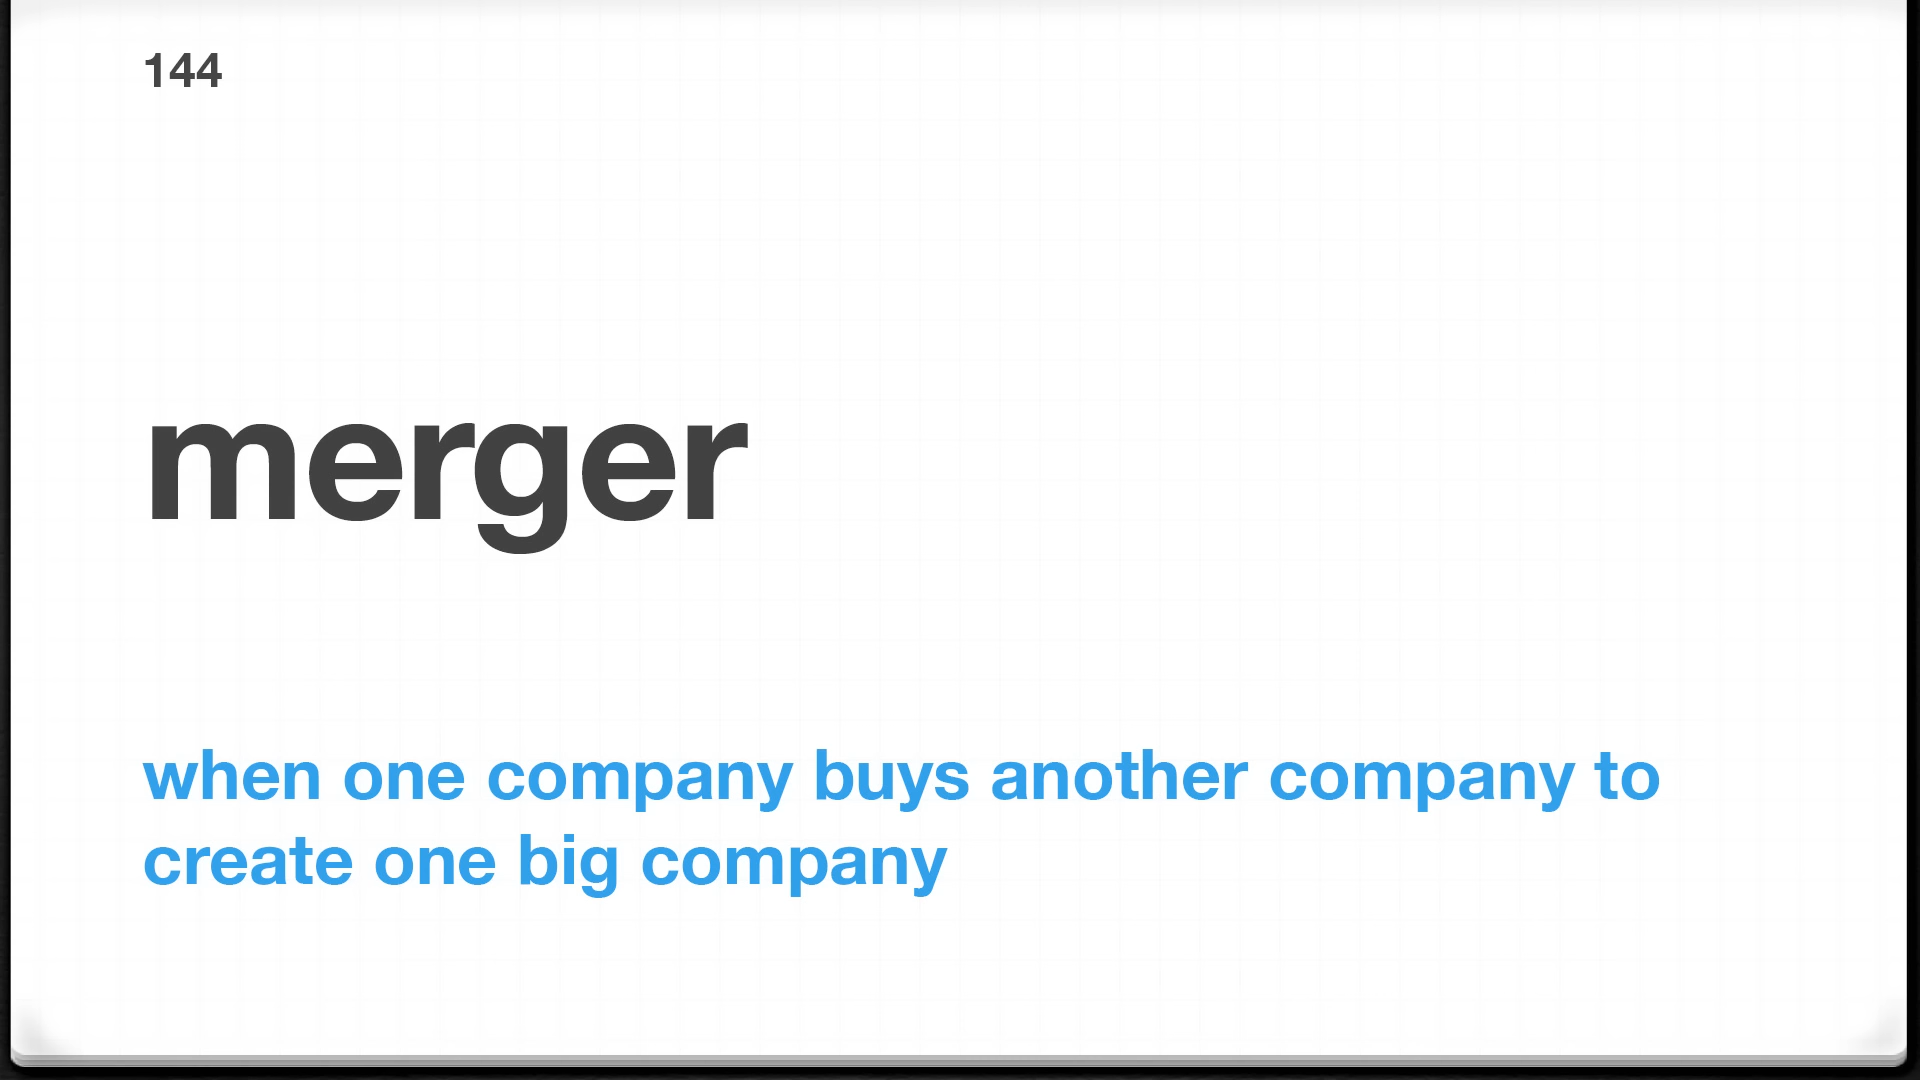 144
merger
when one company buys another company to
create one big company